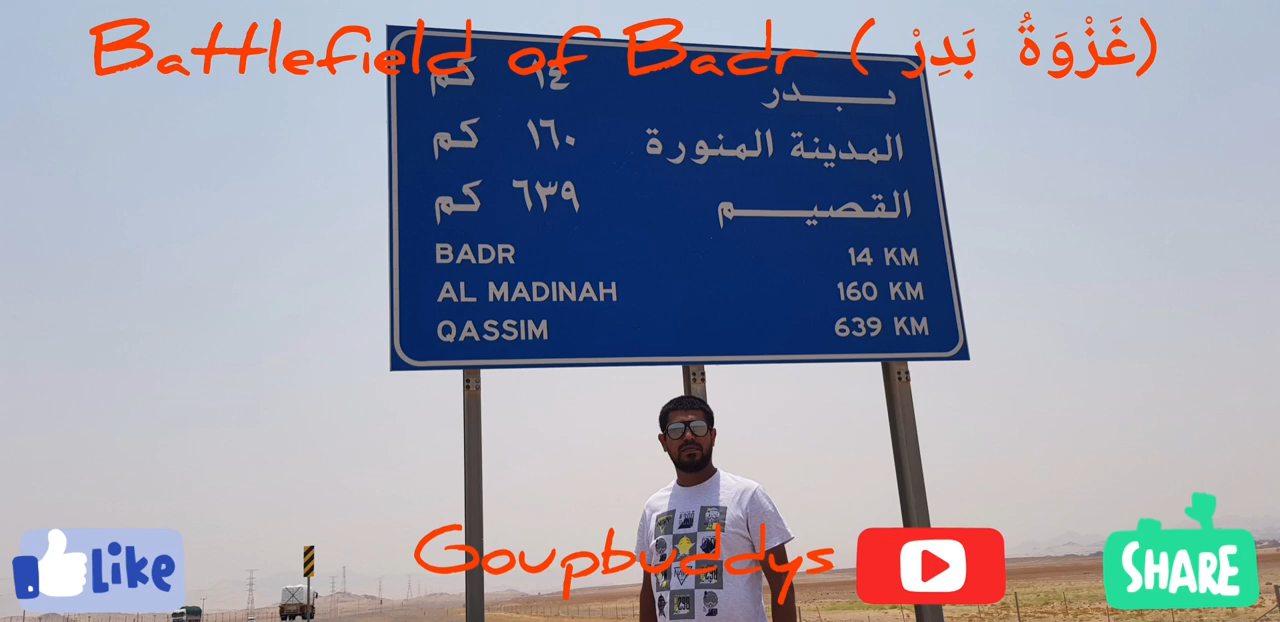 Battlefield of Badr (غَزْوَةُ بَدِرْ)
بدر ١٤ كم
المدينة المنورة ١٦٠ كم
القصيم ٦٣٩ كم
BADR 14 KM
AL MADINAH 160 KM
QASSIM 639 KM
Goupbuddys
Like
SHARE